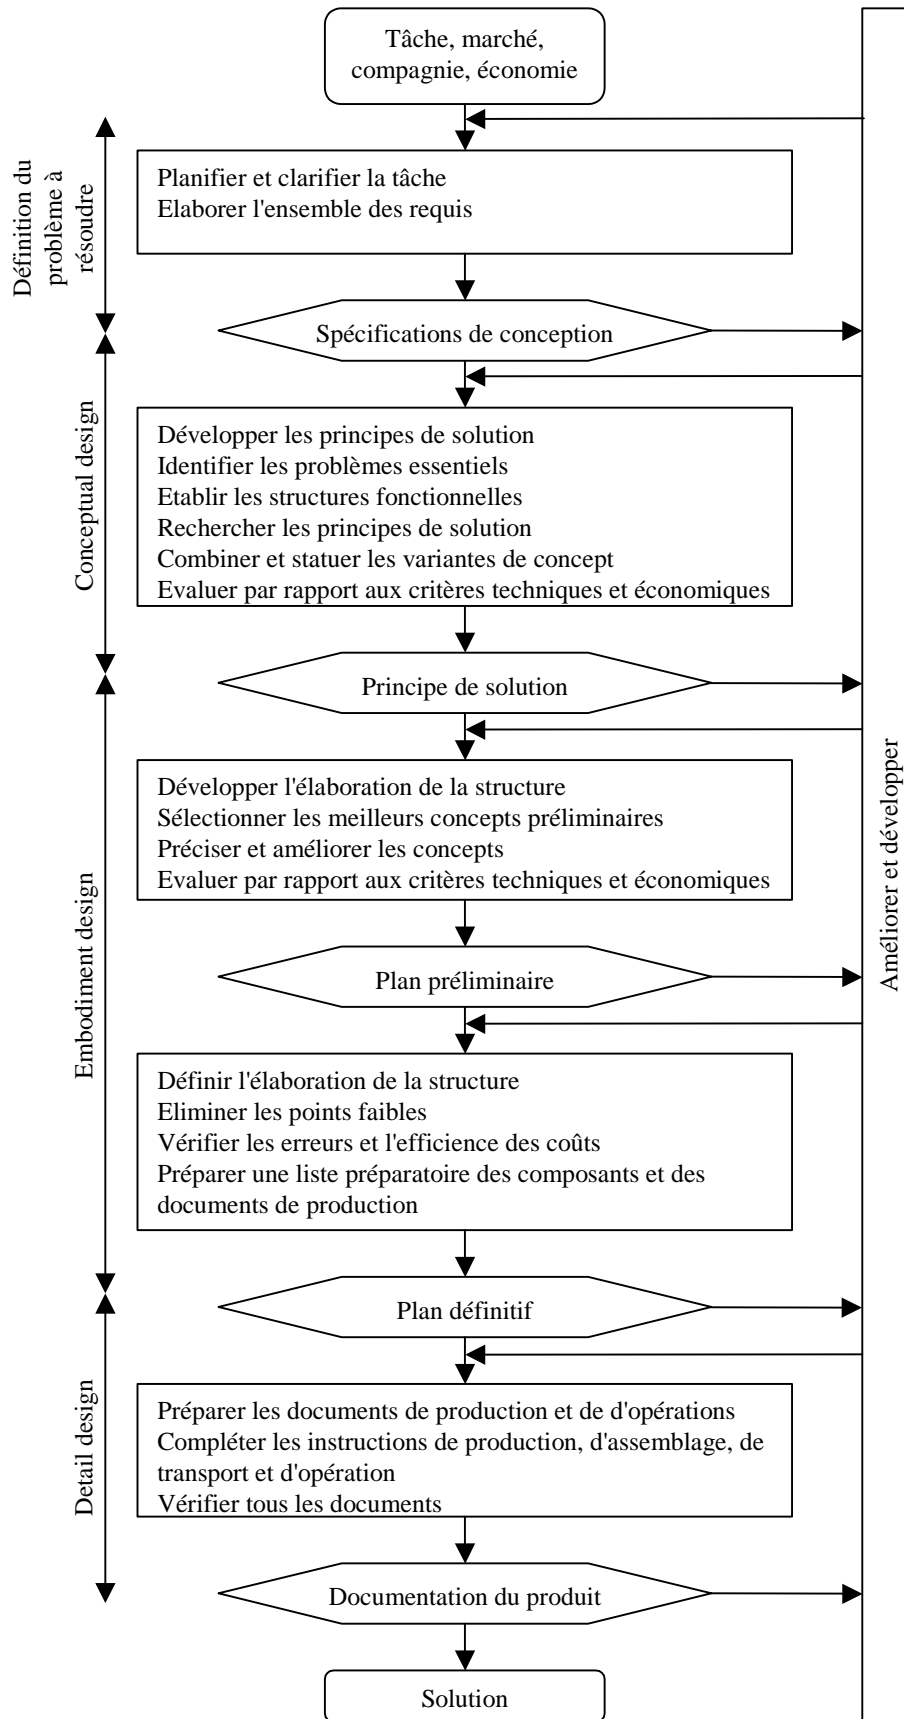 Tâche, marché,
compagnie, économie
Définition du
problème à
résoudre
Planifier et clarifier la tâche
Elaborer l'ensemble des requis
Spécifications de conception
Conceptual design
Développer les principes de solution
Identifier les problèmes essentiels
Etablir les structures fonctionnelles
Rechercher les principes de solution
Combiner et statuer les variantes de concept
Evaluer par rapport aux critères techniques et économiques
Principe de solution
Embodiment design
Développer l'élaboration de la structure
Sélectionner les meilleurs concepts préliminaires
Préciser et améliorer les concepts
Evaluer par rapport aux critères techniques et économiques
Plan préliminaire
Définir l'élaboration de la structure
Eliminer les points faibles
Vérifier les erreurs et l'efficience des coûts
Préparer une liste préparatoire des composants et des
documents de production
Plan définitif
Detail design
Préparer les documents de production et de d'opérations
Compléter les instructions de production, d'assemblage, de
transport et d'opération
Vérifier tous les documents
Documentation du produit
Solution
Améliorer et développer